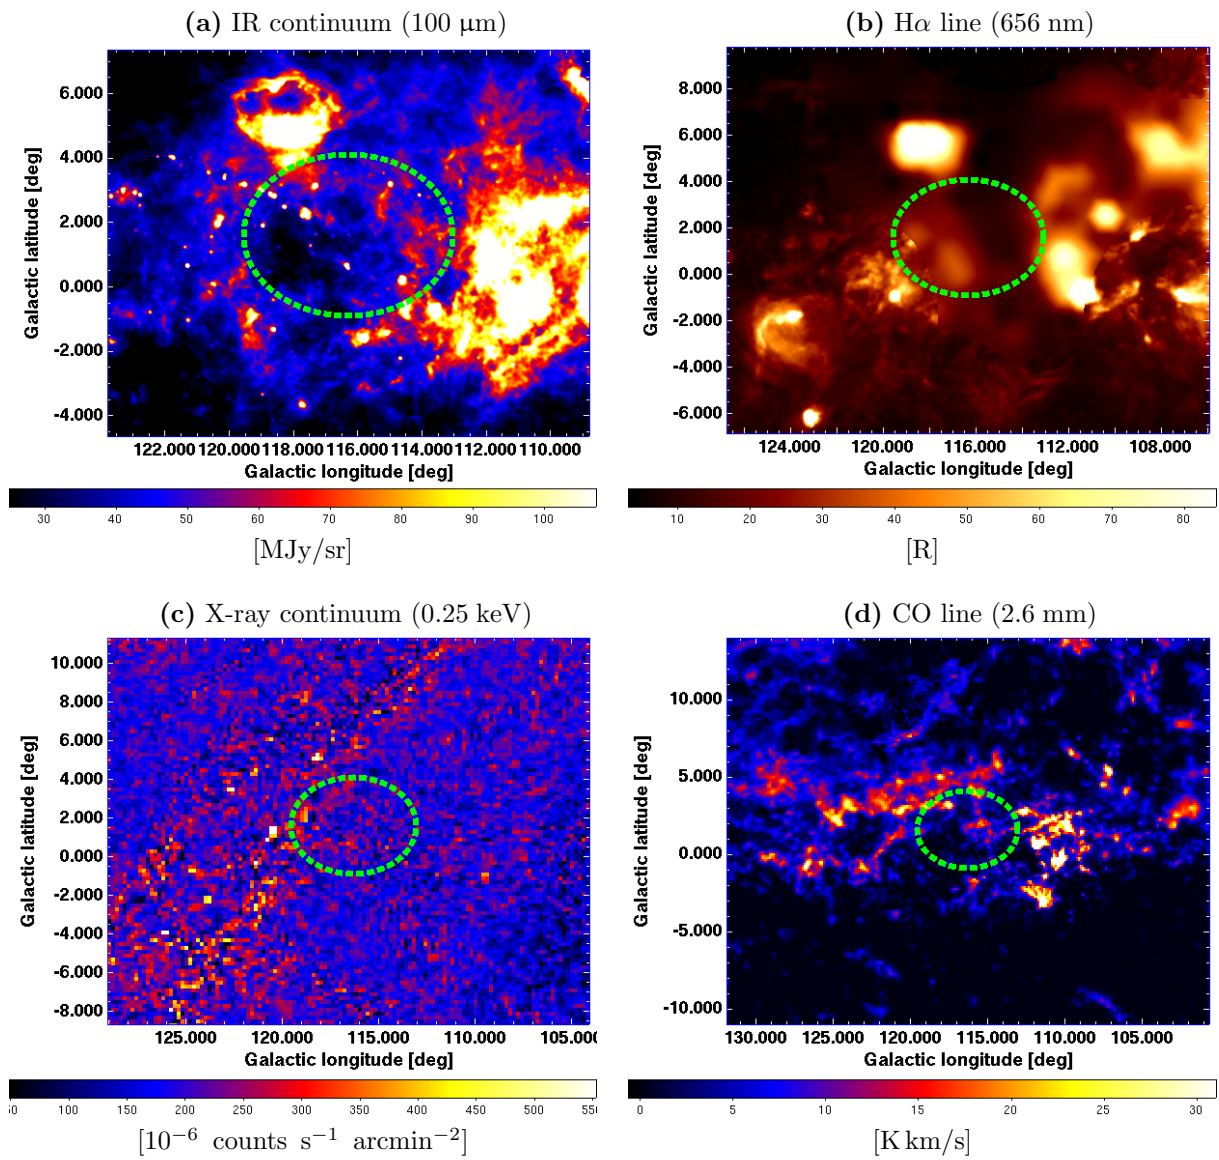 (a) IR continuum (100 μm)
Galactic latitude [deg]
6.000
4.000
2.000
0.000
-2.000
-4.000
122.000 120.000 118.000 116.000 114.000 112.000 110.000
Galactic longitude [deg]
30 40 50 60 70 80 90 100
[MJy/sr]
(b) Hα line (656 nm)
Galactic latitude [deg]
8.000
6.000
4.000
2.000
0.000
-2.000
-4.000
-6.000
124.000 120.000 116.000 112.000 108.000
Galactic longitude [deg]
10 20 30 40 50 60 70 80
[R]
(c) X-ray continuum (0.25 keV)
Galactic latitude [deg]
10.000
8.000
6.000
4.000
2.000
0.000
-2.000
-4.000
-6.000
-8.000
125.000 120.000 115.000 110.000 105.000
Galactic longitude [deg]
50 100 150 200 250 300 350 400 450 500 550
[10⁻⁶ counts s⁻¹ arcmin⁻²]
(d) CO line (2.6 mm)
Galactic latitude [deg]
10.000
5.000
0.000
-5.000
-10.000
130.000 125.000 120.000 115.000 110.000
Galactic longitude [deg]
0 5 10 15 20 25 30
[K km/s]